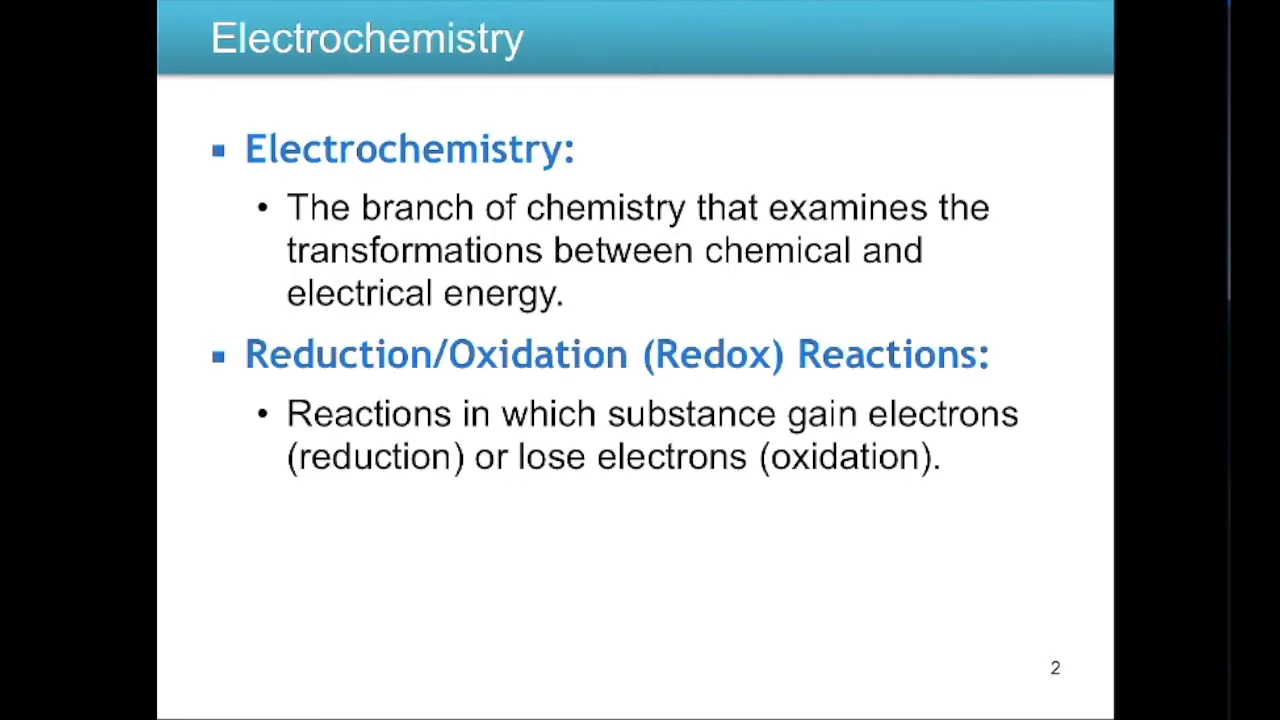 Electrochemistry
▪ Electrochemistry:
• The branch of chemistry that examines the
transformations between chemical and
electrical energy.
▪ Reduction/Oxidation (Redox) Reactions:
• Reactions in which substance gain electrons
(reduction) or lose electrons (oxidation).
2